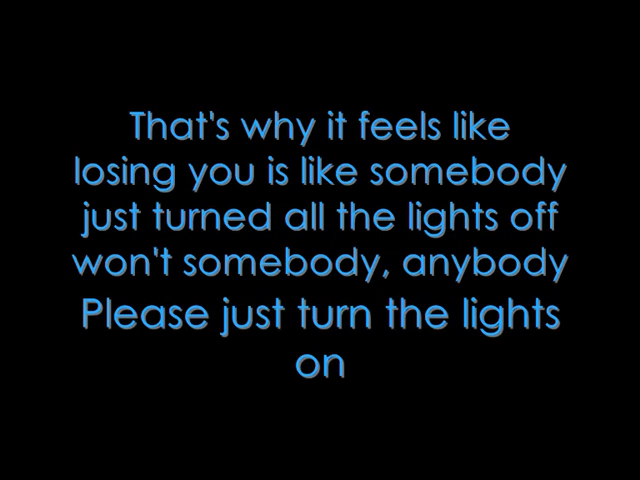 That's why it feels like
losing you is like somebody
just turned all the lights off
won't somebody, anybody
Please just turn the lights
on